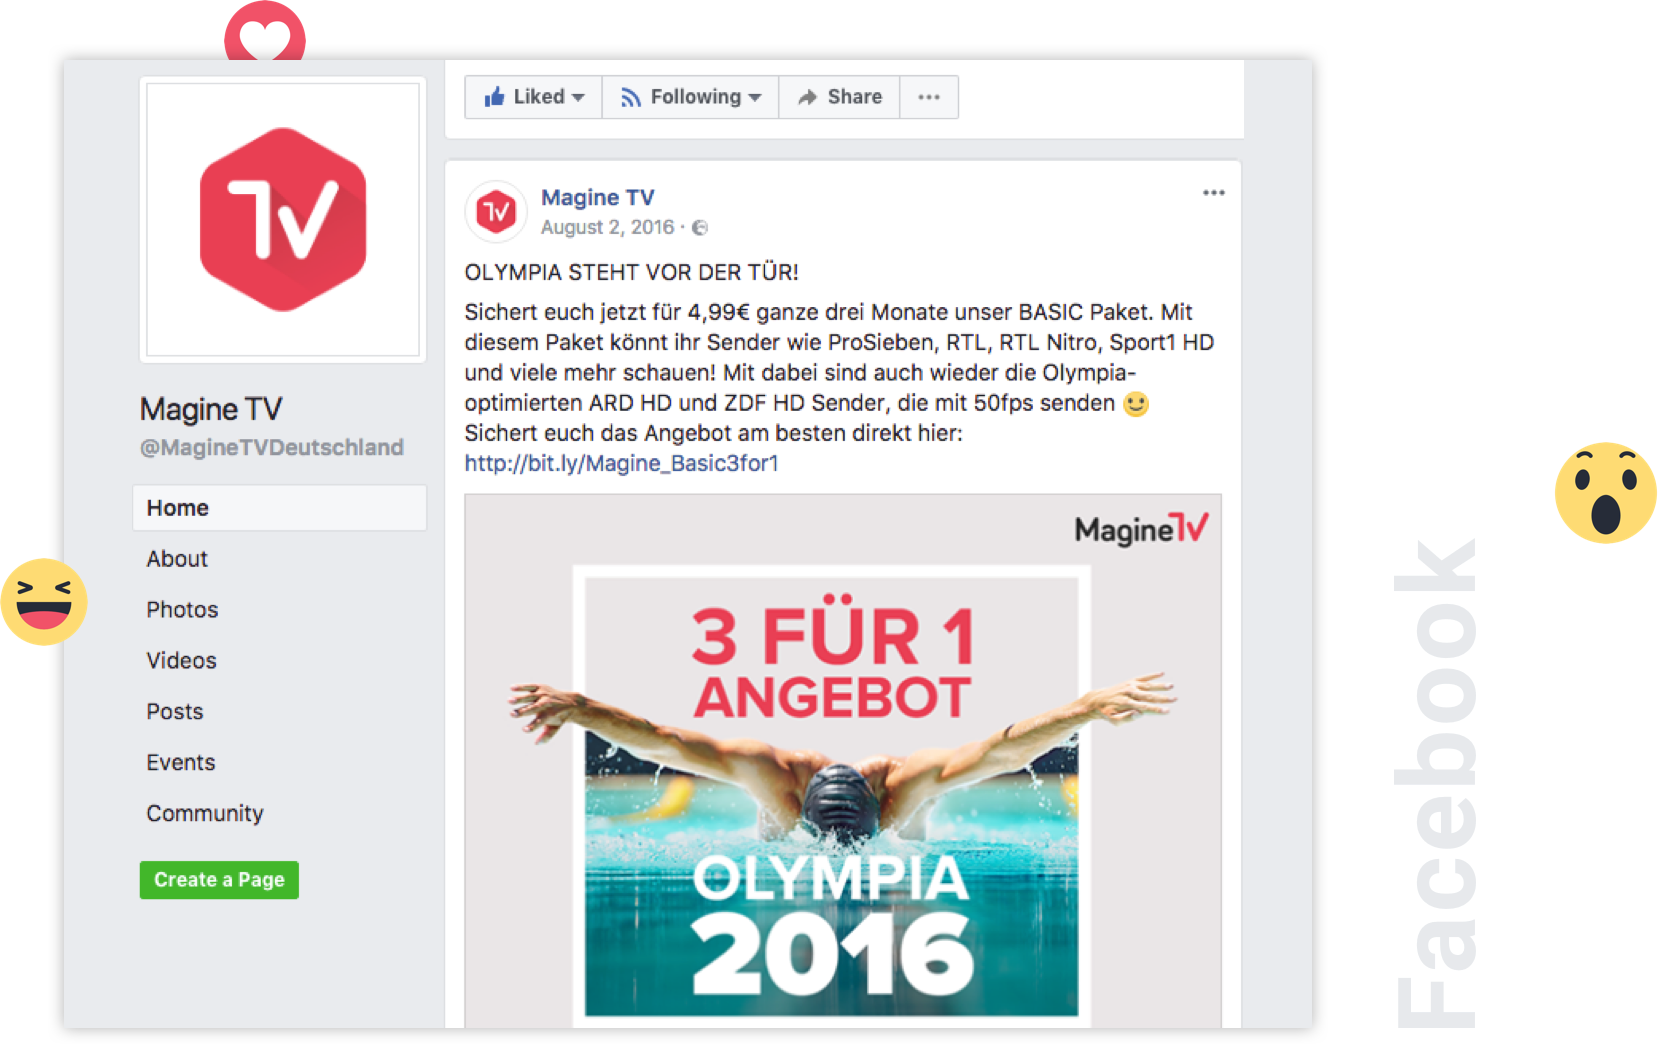 TV
Magine TV
@MagineTVDeutschland
Home
About
Photos
Videos
Posts
Events
Community
Create a Page
Liked
Following
Share
TV
Magine TV
August 2, 2016 ·
OLYMPIA STEHT VOR DER TÜR!
Sichert euch jetzt für 4,99€ ganze drei Monate unser BASIC Paket. Mit
diesem Paket könnt ihr Sender wie ProSieben, RTL, RTL Nitro, Sport1 HD
und viele mehr schauen! Mit dabei sind auch wieder die Olympia-
optimierten ARD HD und ZDF HD Sender, die mit 50fps senden
Sichert euch das Angebot am besten direkt hier:
http://bit.ly/Magine_Basic3for1
MagineTV
3 FÜR 1
ANGEBOT
OLYMPIA
2016
Facebook